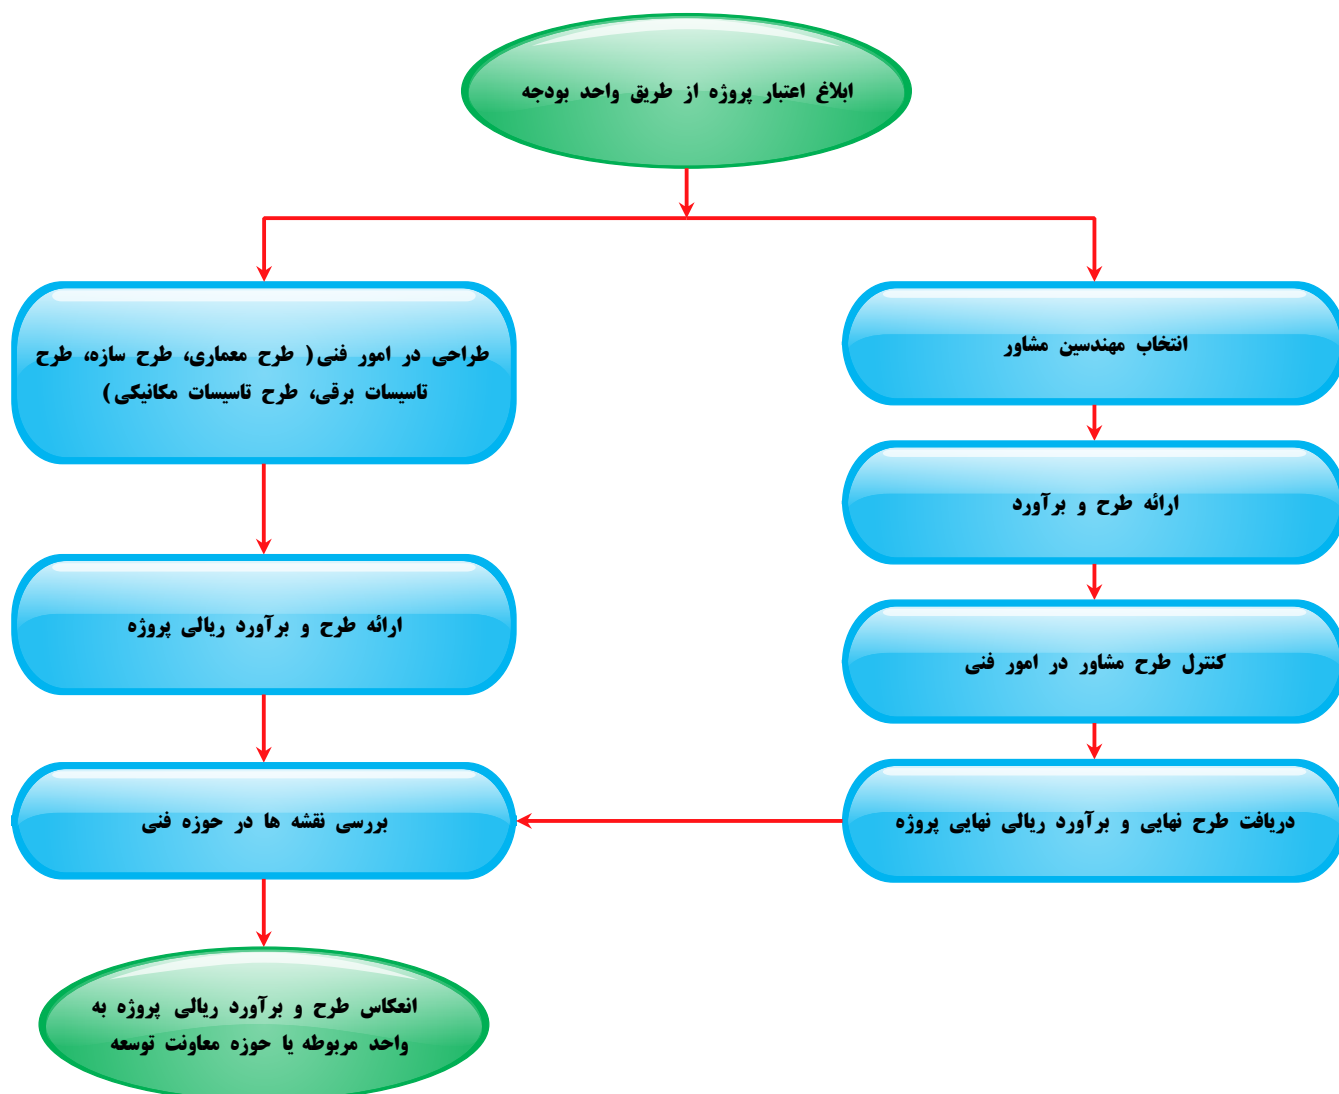 ابلاغ اعتبار پروژه از طریق واحد بودجه
انتخاب مهندسین مشاور
ارائه طرح و برآورد
کنترل طرح مشاور در امور فنی
دریافت طرح نهایی و برآورد ریالی نهایی پروژه
طراحی در امور فنی( طرح معماری، طرح سازه، طرح
تاسیسات برقی، طرح تاسیسات مکانیکی)
ارائه طرح و برآورد ریالی پروژه
بررسی نقشه ها در حوزه فنی
انعکاس طرح و برآورد ریالی پروژه به
واحد مربوطه یا حوزه معاونت توسعه